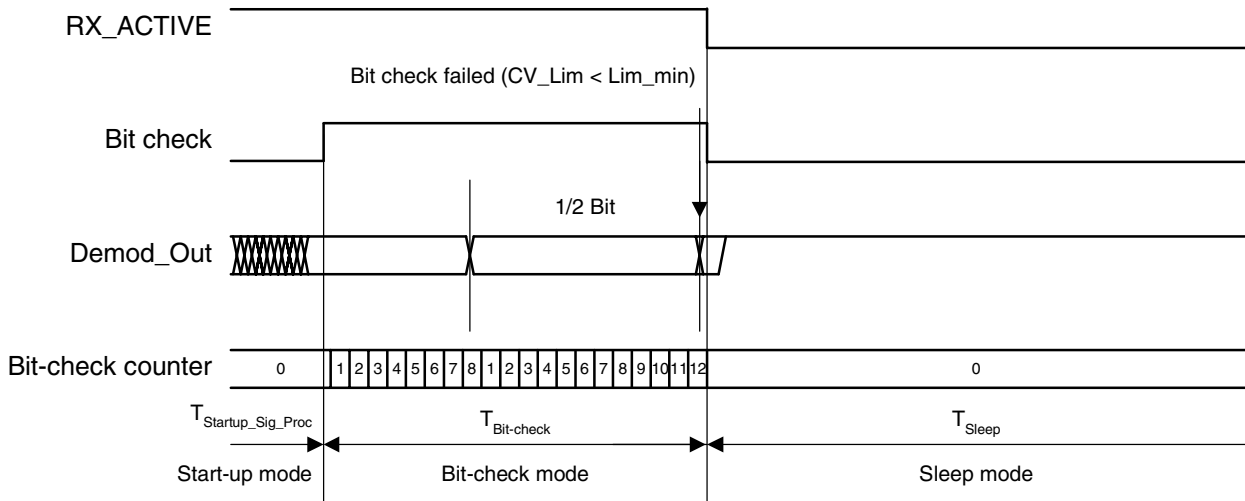 RX_ACTIVE
Bit check failed (CV_Lim < Lim_min)
Bit check
1/2 Bit
Demod_Out
Bit-check counter 0 1 2 3 4 5 6 7 8 1 2 3 4 5 6 7 8 9 10 11 12 0
TStartup_Sig_Proc TBit-check TSleep
Start-up mode Bit-check mode Sleep mode